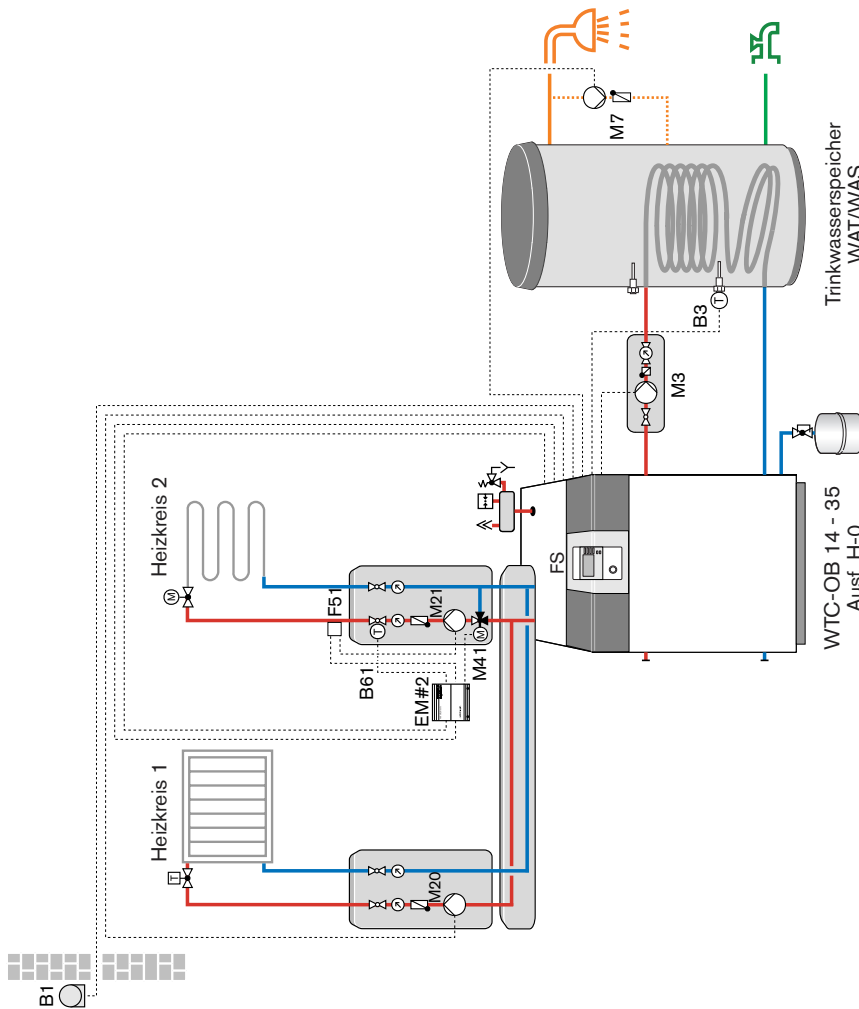 B1
Heizkreis 1
Heizkreis 2
M
T
F51
B61
T
M21
M41
M
EM#2
M20
FS
WTC-OB 14 - 35
Ausf. H-0
M3
B3
T
M7
Trinkwasserspeicher
WAT/WAS